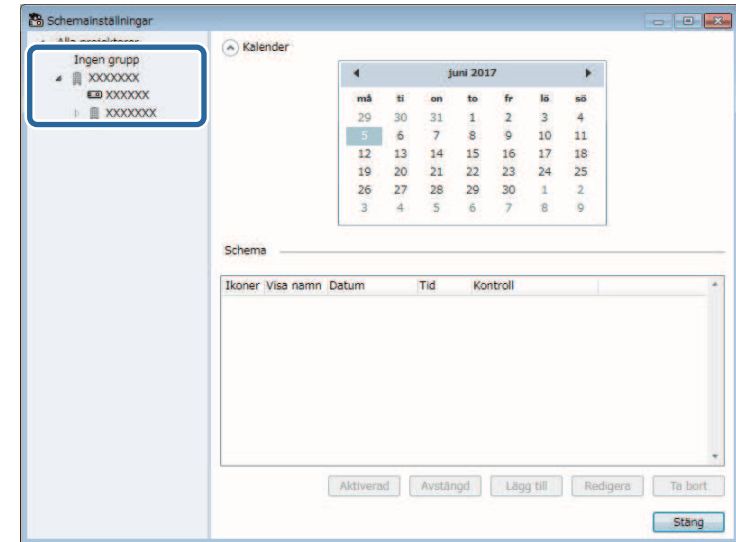 Schemainställningar
Alla projektorer
Ingen grupp
XXXXXXX
XXXXXX
XXXXXXX
Kalender
juni 2017
må ti on to fr lö sö
29 30 31 1 2 3 4
5 6 7 8 9 10 11
12 13 14 15 16 17 18
19 20 21 22 23 24 25
26 27 28 29 30 1 2
3 4 5 6 7 8 9
Schema
Ikoner Visa namn Datum Tid Kontroll
Aktiverad Avstängd Lägg till Redigera Ta bort
Stäng